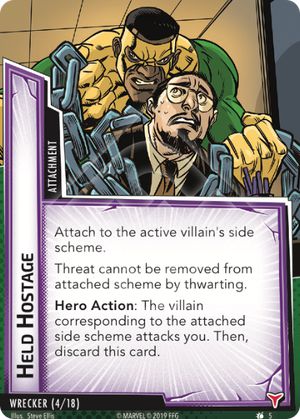 ATTACHMENT
HELD HOSTAGE
Attach to the active villain's side
scheme.
Threat cannot be removed from
attached scheme by thwarting.
Hero Action: The villain
corresponding to the attached
side scheme attacks you. Then,
discard this card.
WRECKER (4/18)
Illus. Steve Ellis
© MARVEL © 2019 FFG
5